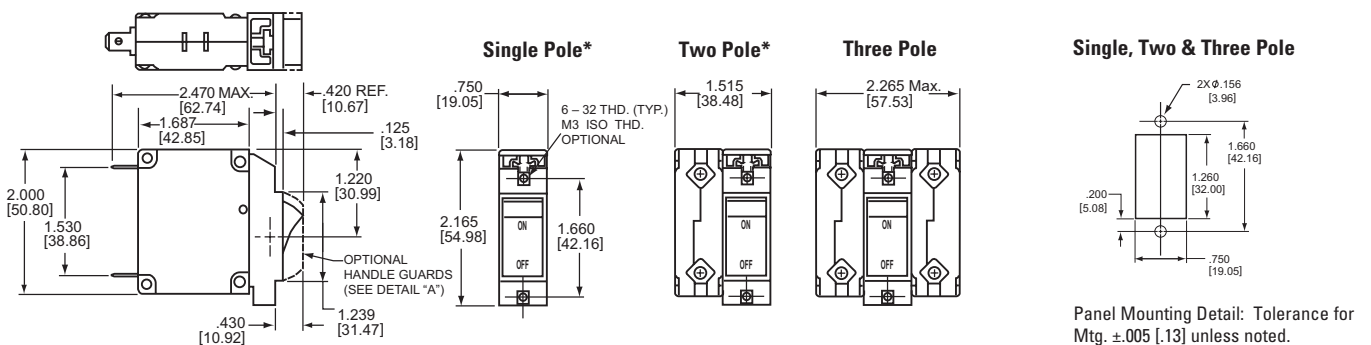 2.470 MAX.
[62.74]
.420 REF.
[10.67]
1.687
[42.85]
.125
[3.18]
2.000
[50.80]
1.530
[38.86]
1.220
[30.99]
OPTIONAL
HANDLE GUARDS
(SEE DETAIL “A”)
.430
[10.92]
1.239
[31.47]
Single Pole*
.750
[19.05]
6 – 32 THD. (TYP.)
M3 ISO THD.
OPTIONAL
2.165
[54.98]
ON
OFF
1.660
[42.16]
Two Pole*
1.515
[38.48]
ON
OFF
Three Pole
2.265 Max.
[57.53]
ON
OFF
Single, Two & Three Pole
2X ϕ.156
[3.96]
1.660
[42.16]
1.260
[32.00]
.200
[5.08]
.750
[19.05]
Panel Mounting Detail: Tolerance for
Mtg. ±.005 [.13] unless noted.